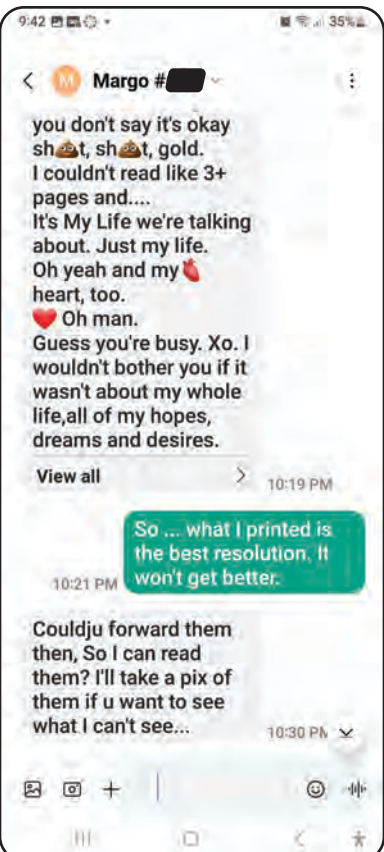 9:42
35%
M Margo #
you don't say it's okay
sh💩t, sh💩t, gold.
I couldn't read like 3+
pages and....
It's My Life we're talking
about. Just my life.
Oh yeah and my🫀
heart, too.
❤️ Oh man.
Guess you're busy. Xo. I
wouldn't bother you if it
wasn't about my whole
life,all of my hopes,
dreams and desires.
View all
10:19 PM
So ... what I printed is
the best resolution. It
won't get better.
10:21 PM
Couldju forward them
then, So I can read
them? I'll take a pix of
them if u want to see
what I can't see...
10:30 PM